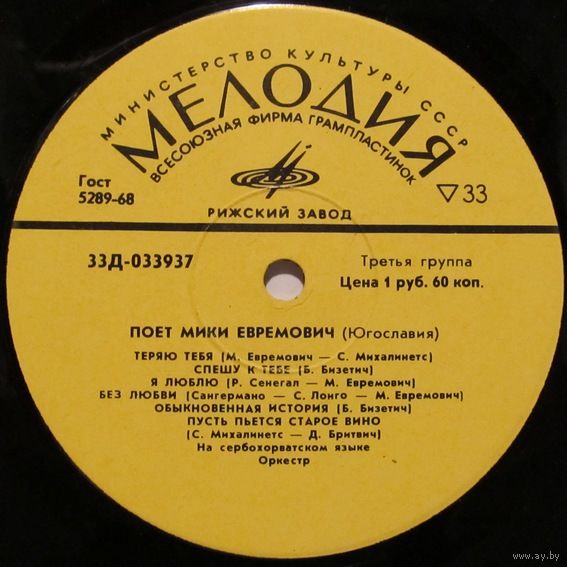 МИНИСТЕРСТВО КУЛЬТУРЫ СССР
МЕЛОДИЯ
ВСЕСОЮЗНАЯ ФИРМА ГРАМПЛАСТИНОК
Гост
5289-68
▽33
РИЖСКИЙ ЗАВОД
33Д-033937
Третья группа
Цена 1 руб. 60 коп.
ПОЕТ МИКИ ЕВРЕМОВИЧ (Югославия)
ТЕРЯЮ ТЕБЯ (М. Евремович — С. Михалинетс)
СПЕШУ К ТЕБЕ (Б. Бизетич)
Я ЛЮБЛЮ (Р. Сенегал — М. Евремович)
БЕЗ ЛЮБВИ (Сангермано — С. Лонго — М. Евремович)
ОБЫКНОВЕННАЯ ИСТОРИЯ (Б. Бизетич)
ПУСТЬ ПЬЕТСЯ СТАРОЕ ВИНО
(С. Михалинетс — Д. Бритвич)
На сербохорватском языке
Оркестр
www.ay.by